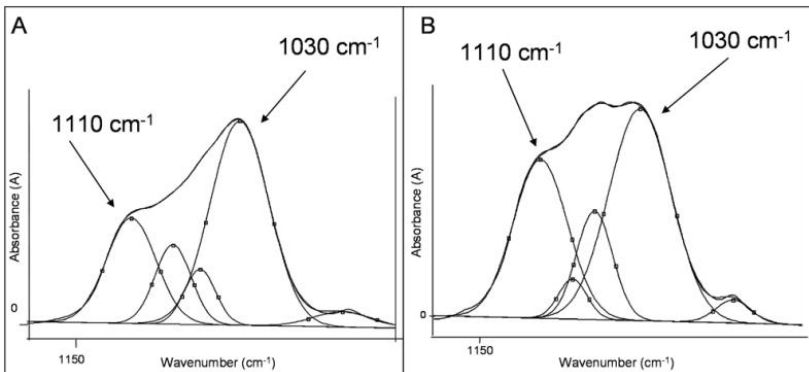 A
1030 cm-1
1110 cm-1
Absorbance (A)
0
1150
Wavenumber (cm-1)
B
1110 cm-1
1030 cm-1
Absorbance (A)
0
1150
Wavenumber (cm-1)